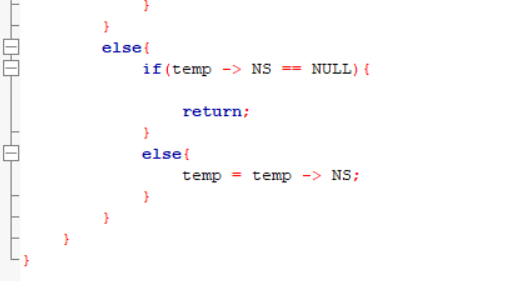 }
}
else{
if(temp -> NS == NULL){
return;
}
else{
temp = temp -> NS;
}
}
}
}